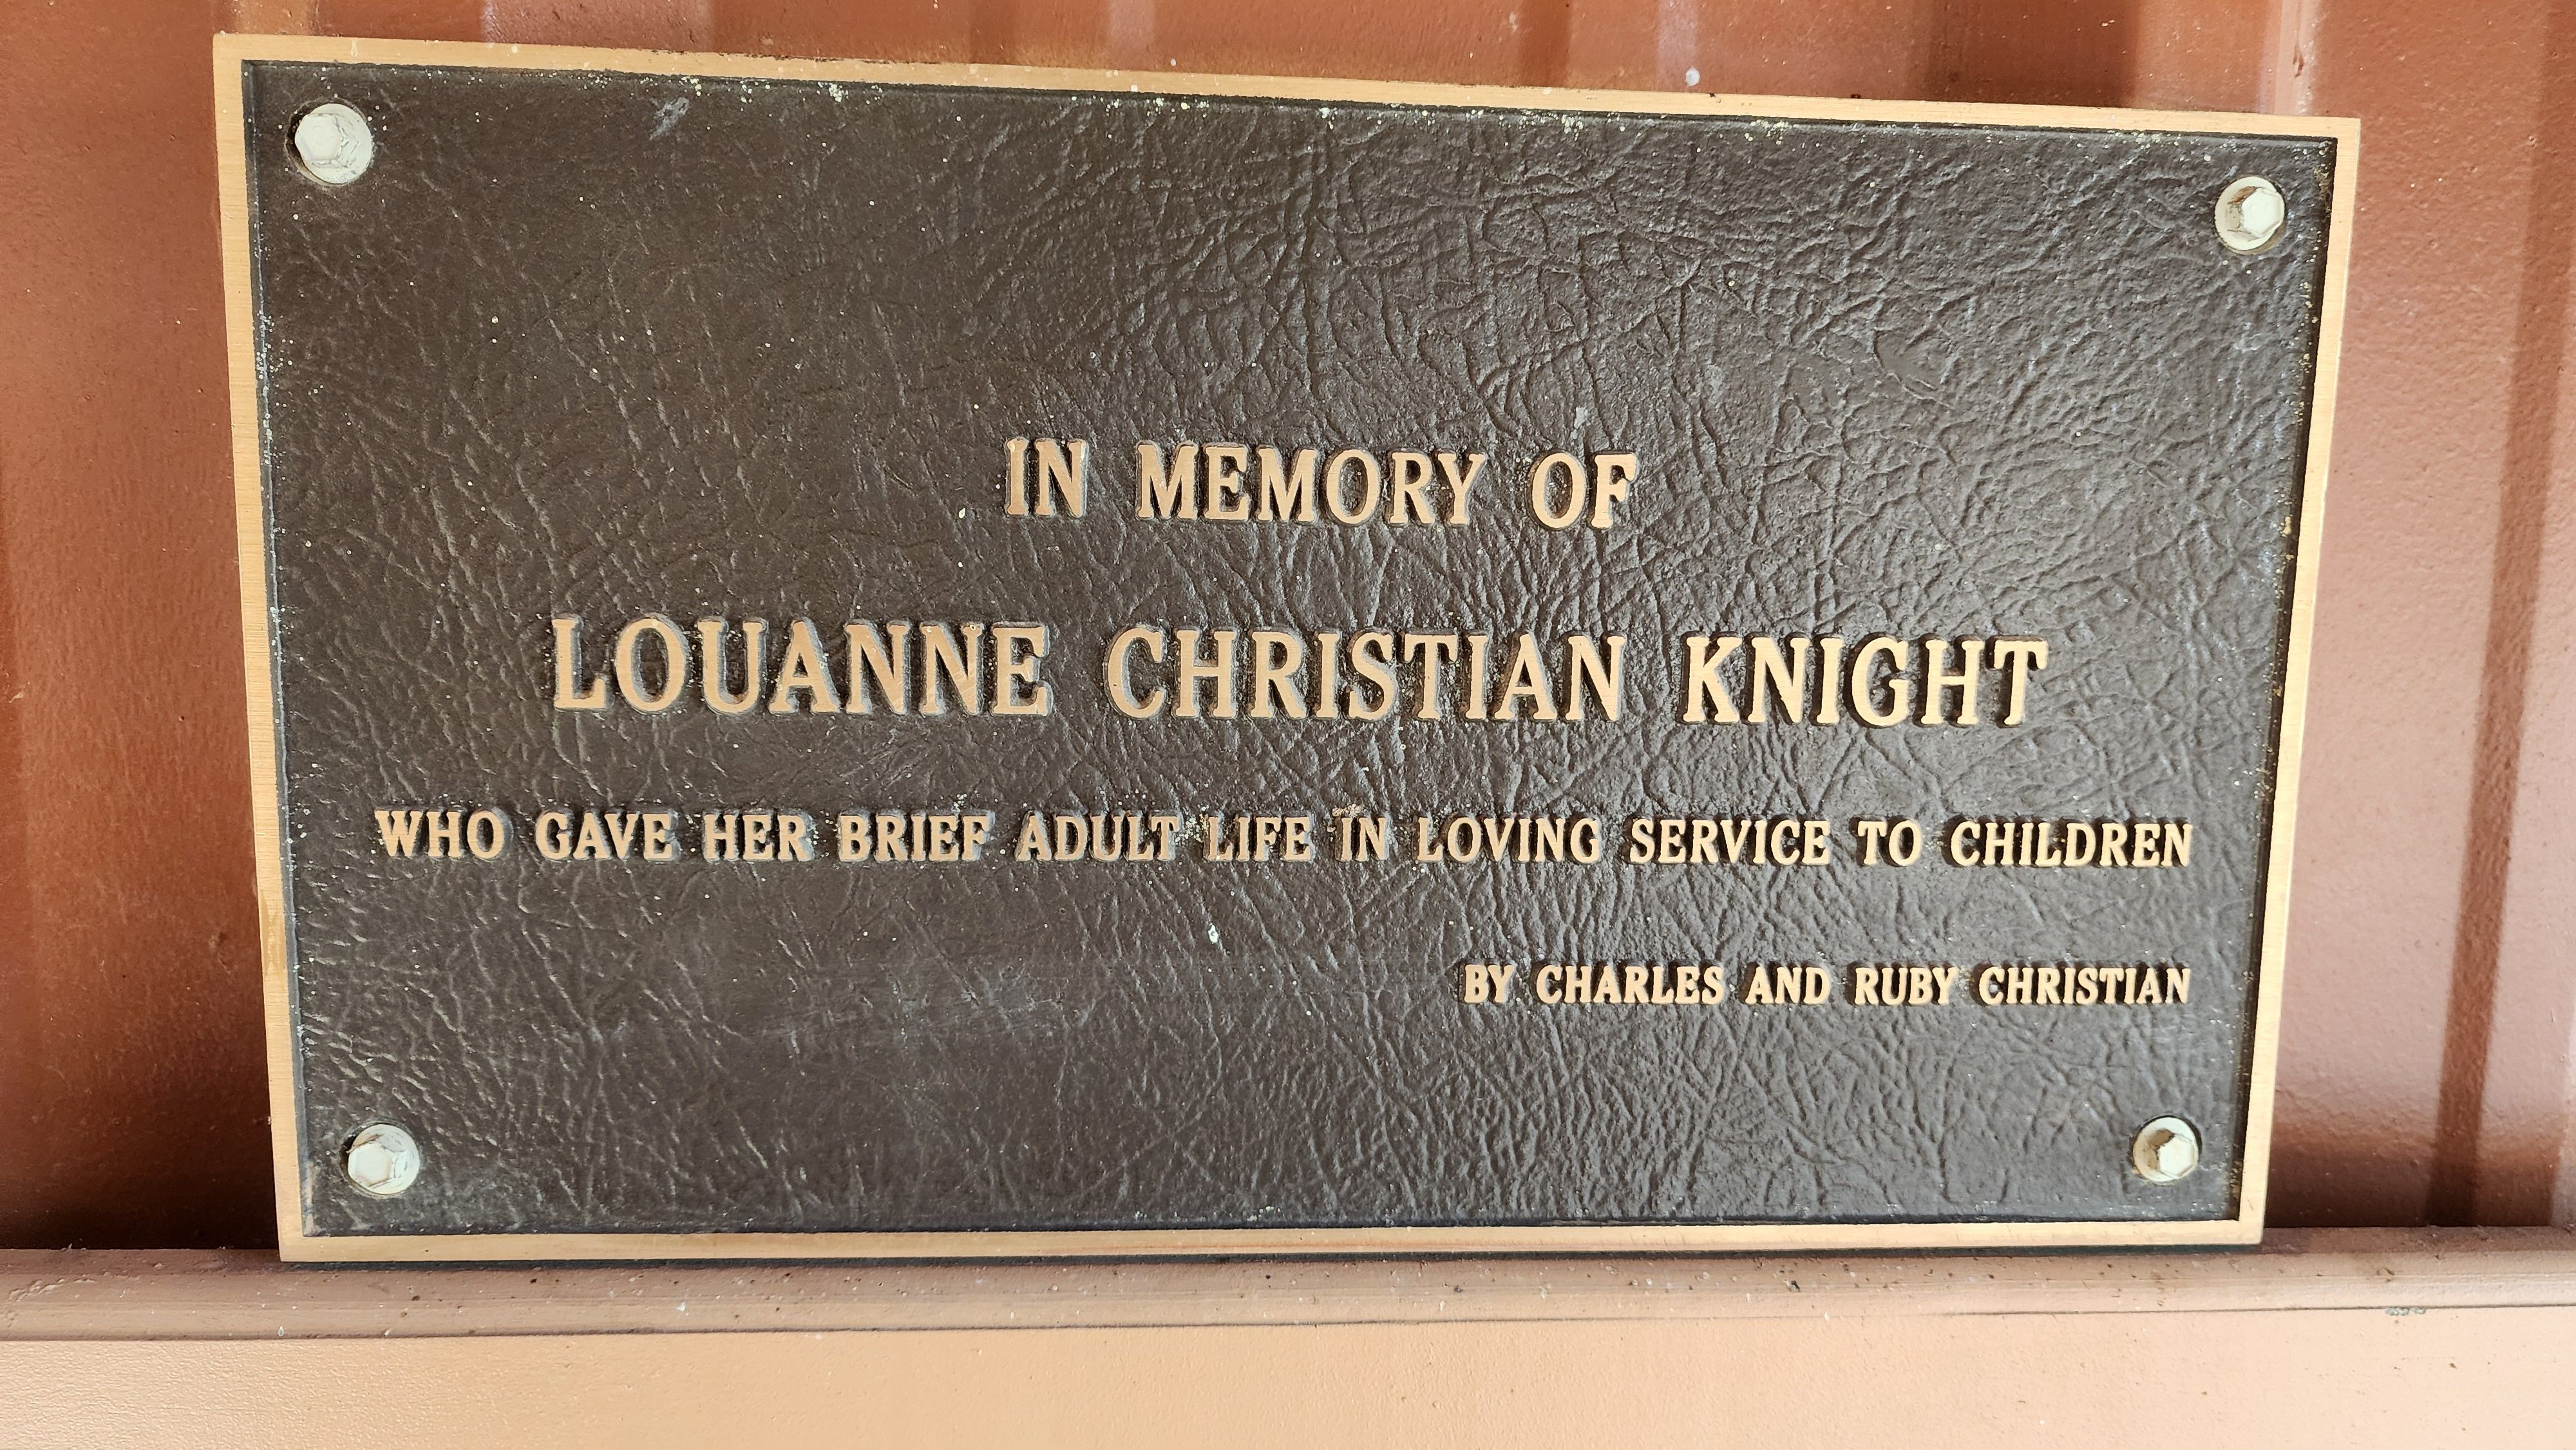 IN MEMORY OF
LOUANNE CHRISTIAN KNIGHT
WHO GAVE HER BRIEF ADULT LIFE IN LOVING SERVICE TO CHILDREN
BY CHARLES AND RUBY CHRISTIAN